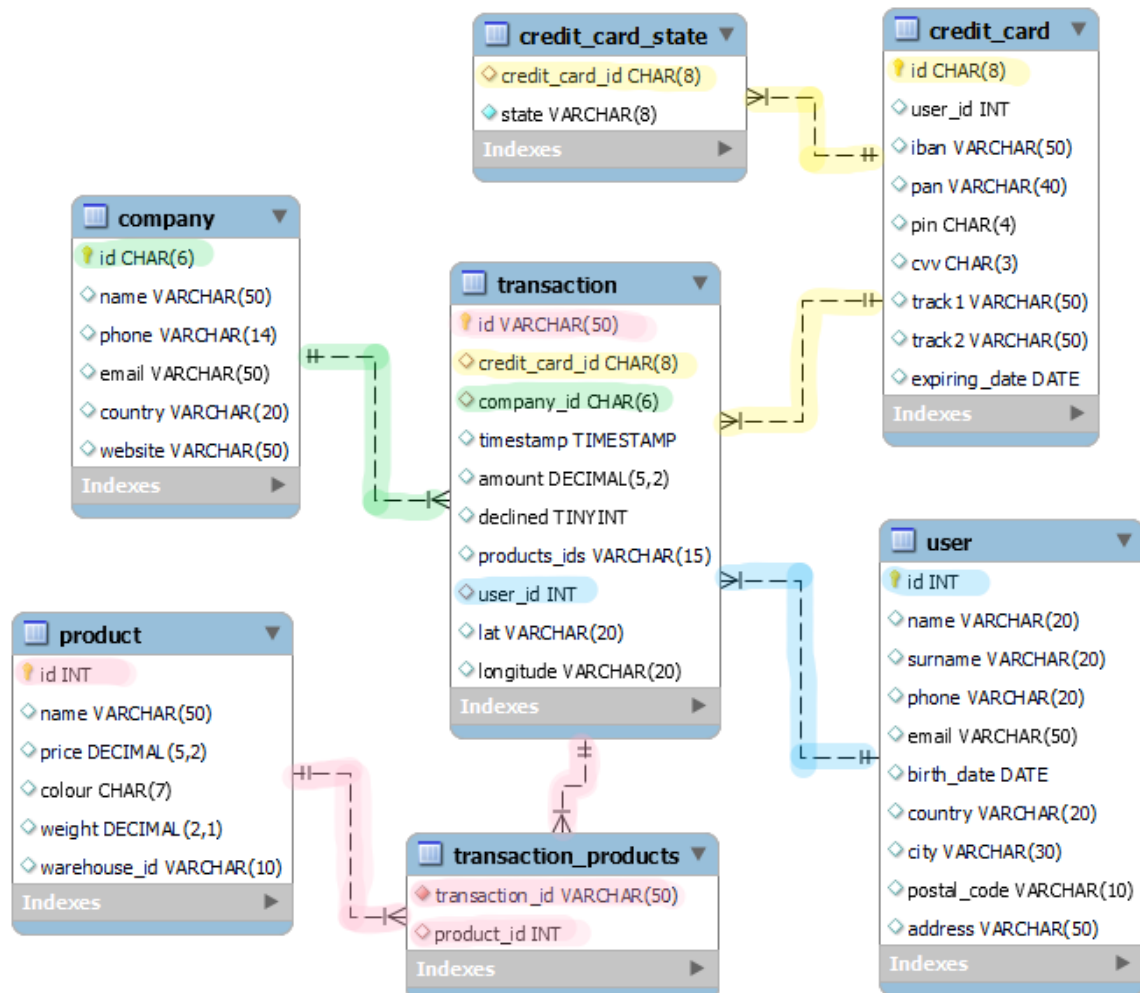 credit_card_state
credit_card_id CHAR(8)
state VARCHAR(8)
Indexes
credit_card
id CHAR(8)
user_id INT
iban VARCHAR(50)
pan VARCHAR(40)
pin CHAR(4)
cvv CHAR(3)
track1 VARCHAR(50)
track2 VARCHAR(50)
expiring_date DATE
Indexes
company
id CHAR(6)
name VARCHAR(50)
phone VARCHAR(14)
email VARCHAR(50)
country VARCHAR(20)
website VARCHAR(50)
Indexes
transaction
id VARCHAR(50)
credit_card_id CHAR(8)
company_id CHAR(6)
timestamp TIMESTAMP
amount DECIMAL(5,2)
declined TINYINT
products_ids VARCHAR(15)
user_id INT
lat VARCHAR(20)
longitude VARCHAR(20)
Indexes
user
id INT
name VARCHAR(20)
surname VARCHAR(20)
phone VARCHAR(20)
email VARCHAR(50)
birth_date DATE
country VARCHAR(20)
city VARCHAR(30)
postal_code VARCHAR(10)
address VARCHAR(50)
Indexes
product
id INT
name VARCHAR(50)
price DECIMAL(5,2)
colour CHAR(7)
weight DECIMAL(2,1)
warehouse_id VARCHAR(10)
Indexes
transaction_products
transaction_id VARCHAR(50)
product_id INT
Indexes